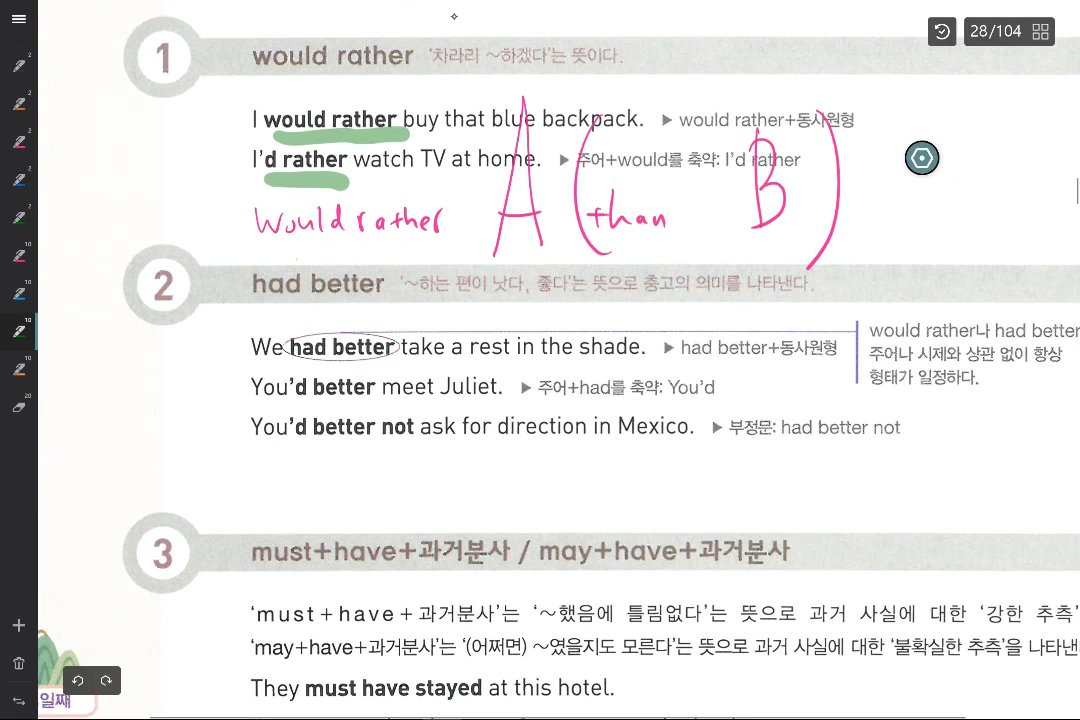 28/104
1 would rather '차라리 ~하겠다'는 뜻이다.
I would rather buy that blue backpack. ▶ would rather+동사원형
I'd rather watch TV at home. ▶ 주어+would를 축약: I'd rather
Would rather A (than B)
2 had better '~하는 편이 낫다, 좋다'는 뜻으로 충고의 의미를 나타낸다.
We had better take a rest in the shade. ▶ had better+동사원형
would rather나 had better
주어나 시제와 상관 없이 항상
형태가 일정하다.
You'd better meet Juliet. ▶ 주어+had를 축약: You'd
You'd better not ask for direction in Mexico. ▶ 부정문: had better not
3 must+have+과거분사 / may+have+과거분사
'must+have+과거분사'는 '~했음에 틀림없다'는 뜻으로 과거 사실에 대한 '강한 추측'
'may+have+과거분사'는 '(어쩌면) ~였을지도 모른다'는 뜻으로 과거 사실에 대한 '불확실한 추측'을 나타낸
They must have stayed at this hotel.
일째